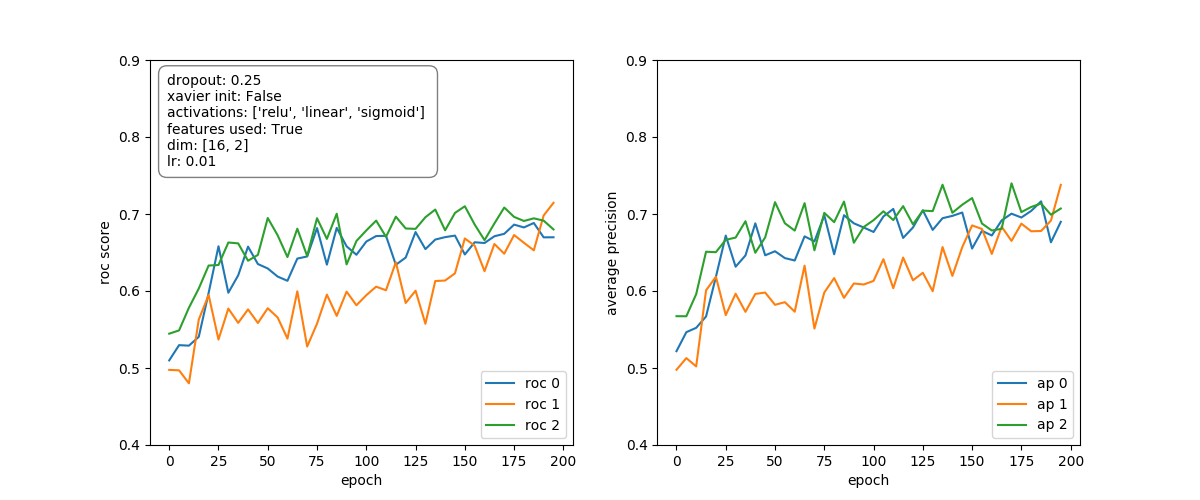 0.9
0.8
0.7
0.6
0.5
0.4
roc score
dropout: 0.25
xavier init: False
activations: ['relu', 'linear', 'sigmoid']
features used: True
dim: [16, 2]
lr: 0.01
roc 0
roc 1
roc 2
0 25 50 75 100 125 150 175 200
epoch
0.9
0.8
0.7
0.6
0.5
0.4
average precision
ap 0
ap 1
ap 2
0 25 50 75 100 125 150 175 200
epoch